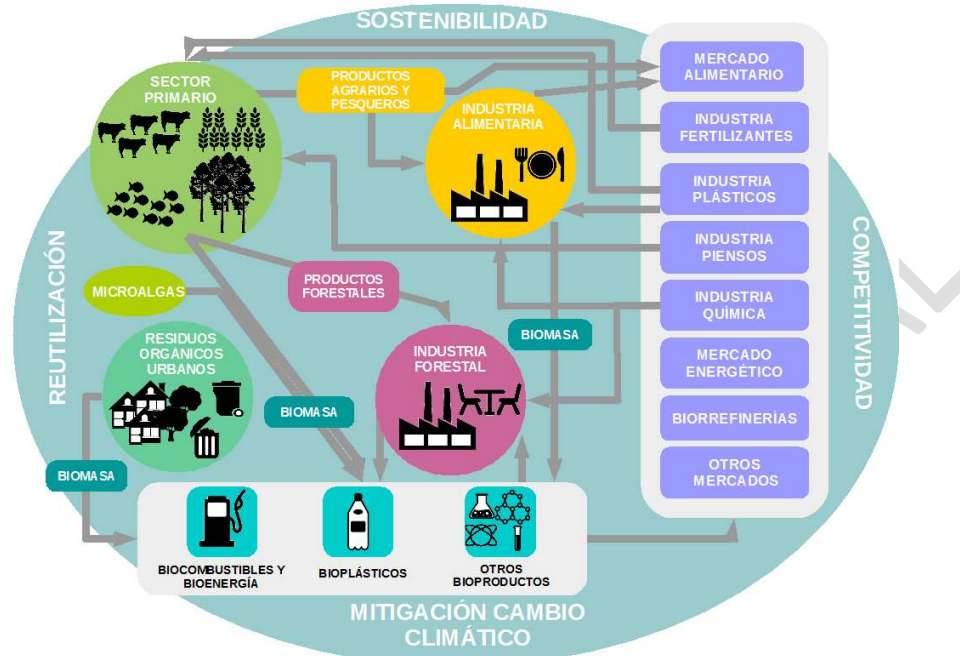 SOSTENIBILIDAD
SECTOR
PRIMARIO
PRODUCTOS
AGRARIOS Y
PESQUEROS
INDUSTRIA
ALIMENTARIA
MERCADO
ALIMENTARIO
INDUSTRIA
FERTILIZANTES
INDUSTRIA
PLÁSTICOS
INDUSTRIA
PIENSOS
INDUSTRIA
QUÍMICA
MERCADO
ENERGÉTICO
BIORREFINERÍAS
OTROS
MERCADOS
COMPETITIVIDAD
REUTILIZACIÓN
MICROALGAS
PRODUCTOS
FORESTALES
RESIDUOS
ORGÁNICOS
URBANOS
INDUSTRIA
FORESTAL
BIOMASA
BIOMASA
BIOMASA
BIOCOMBUSTIBLES Y
BIOENERGÍA
BIOPLÁSTICOS
OTROS
BIOPRODUCTOS
MITIGACIÓN CAMBIO
CLIMÁTICO